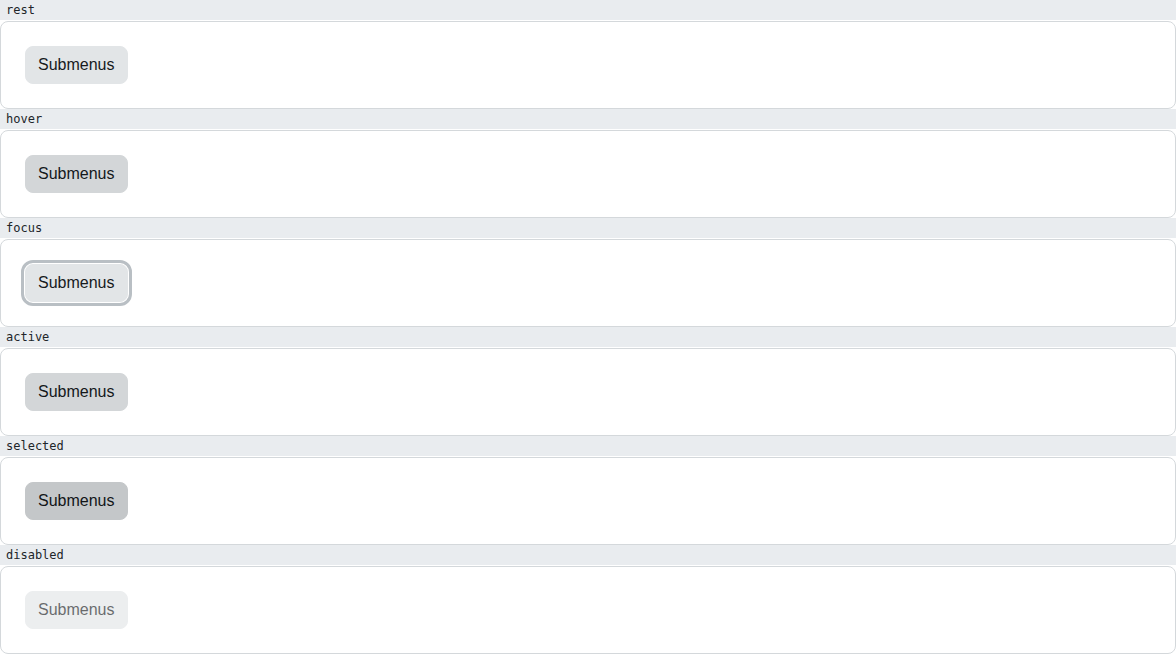 rest
Submenus
hover
Submenus
focus
Submenus
active
Submenus
selected
Submenus
disabled
Submenus